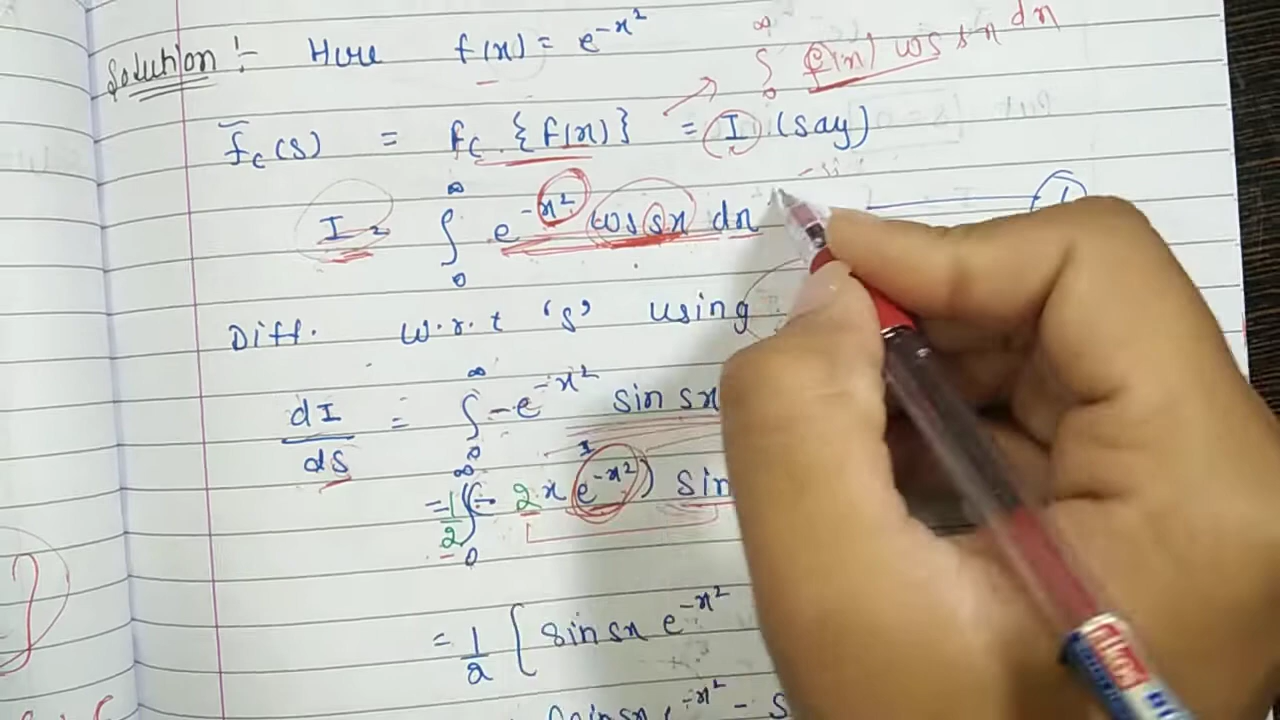 Solution :- Here f(x) = e^-x²
∞ ∫ 0 f(x) cos sx dx
f̄c(s) = fc {f(x)} = I (say)
I = ∞ ∫ 0 e^-x² cos sx dx
Diff. w.r.t 's' using
dI/ds = ∞ ∫ 0 -e^-x² sin sx
= 1/2 ∞ ∫ 0 (- 2x e^-x²) sin
= 1/2 [ sin sx e^-x²